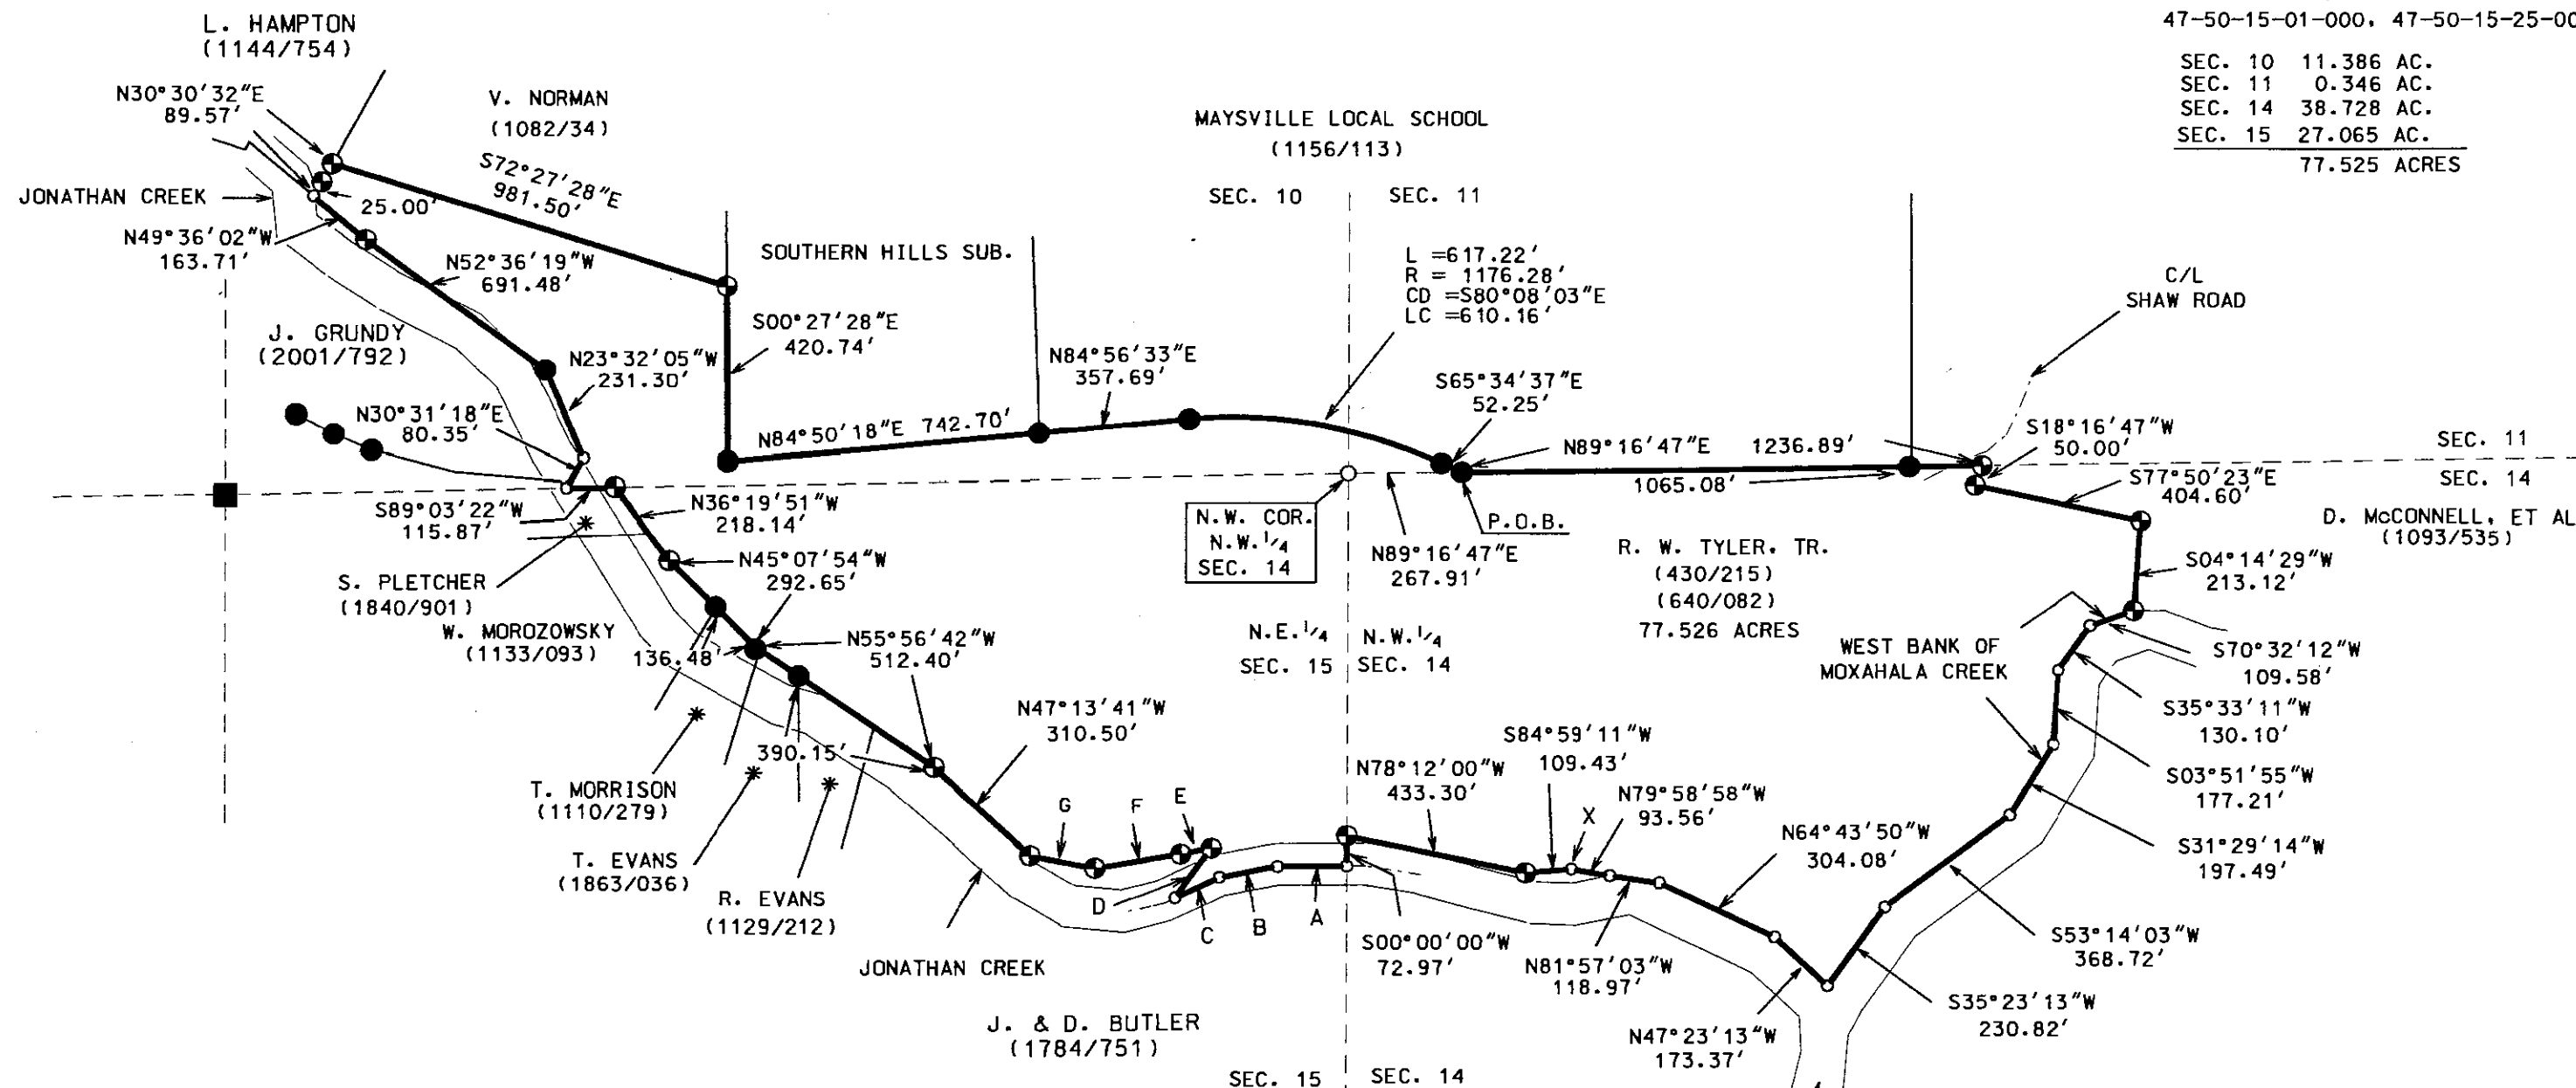 47-50-15-01-000, 47-50-15-25-00
SEC. 10 11.386 AC.
SEC. 11 0.346 AC.
SEC. 14 38.728 AC.
SEC. 15 27.065 AC.
77.525 ACRES
L. HAMPTON
(1144/754)
N30°30'32"E
89.57'
V. NORMAN
(1082/34)
S72°27'28"E
981.50'
MAYSVILLE LOCAL SCHOOL
(1156/113)
JONATHAN CREEK
25.00'
SEC. 10
SEC. 11
N49°36'02"W
163.71'
N52°36'19"W
691.48'
SOUTHERN HILLS SUB.
L =617.22'
R = 1176.28'
CD =S80°08'03"E
LC =610.16'
C/L
SHAW ROAD
J. GRUNDY
(2001/792)
S00°27'28"E
420.74'
N23°32'05"W
231.30'
N84°56'33"E
357.69'
S65°34'37"E
52.25'
N30°31'18"E
80.35'
N84°50'18"E 742.70'
N89°16'47"E 1236.89'
S18°16'47"W
50.00'
SEC. 11
SEC. 14
1065.08'
S77°50'23"E
404.60'
S89°03'22"W
115.87'
N36°19'51"W
218.14'
N.W. COR.
N.W.1/4
SEC. 14
P.O.B.
N89°16'47"E
267.91'
R. W. TYLER. TR.
(430/215)
(640/082)
77.526 ACRES
D. McCONNELL, ET AL
(1093/535)
N45°07'54"W
292.65'
S04°14'29"W
213.12'
S. PLETCHER
(1840/901)
W. MOROZOWSKY
(1133/093)
136.48'
N55°56'42"W
512.40'
N.E.1/4
N.W.1/4
SEC. 15
SEC. 14
WEST BANK OF
MOXAHALA CREEK
S70°32'12"W
109.58'
S35°33'11"W
130.10'
N47°13'41"W
310.50'
390.15'
S84°59'11"W
109.43'
N78°12'00"W
433.30'
N79°58'58"W
93.56'
X
S03°51'55"W
177.21'
T. MORRISON
(1110/279)
G
F
E
N64°43'50"W
304.08'
S31°29'14"W
197.49'
T. EVANS
(1863/036)
R. EVANS
(1129/212)
D
C
B
A
S00°00'00"W
72.97'
S53°14'03"W
368.72'
JONATHAN CREEK
N81°57'03"W
118.97'
S35°23'13"W
230.82'
J. & D. BUTLER
(1784/751)
N47°23'13"W
173.37'
SEC. 15
SEC. 14